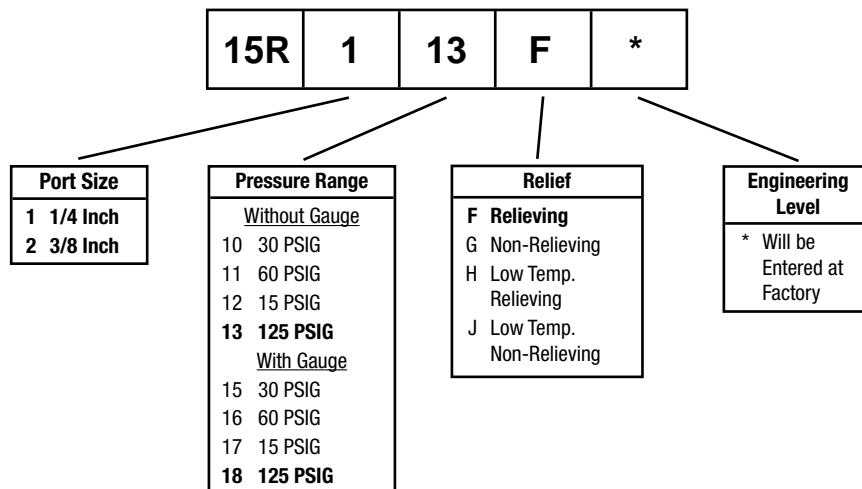 15R 1 13 F *
Port Size
1 1/4 Inch
2 3/8 Inch
Pressure Range
Without Gauge
10 30 PSIG
11 60 PSIG
12 15 PSIG
13 125 PSIG
With Gauge
15 30 PSIG
16 60 PSIG
17 15 PSIG
18 125 PSIG
Relief
F Relieving
G Non-Relieving
H Low Temp.
Relieving
J Low Temp.
Non-Relieving
Engineering
Level
* Will be
Entered at
Factory